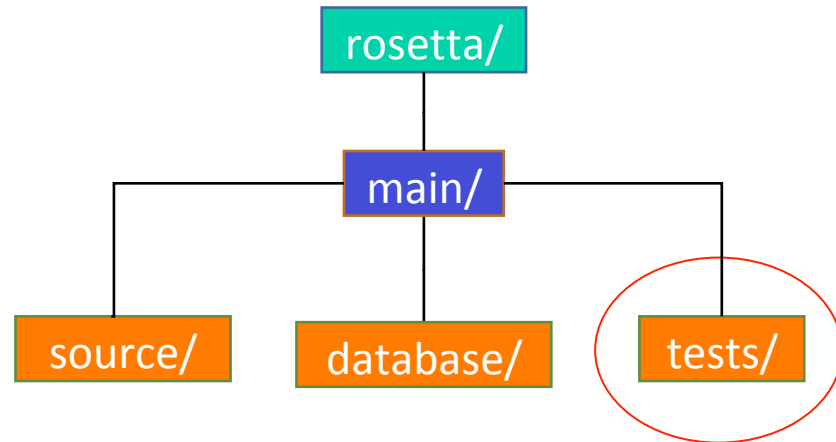 rosetta/
main/
source/
database/
tests/